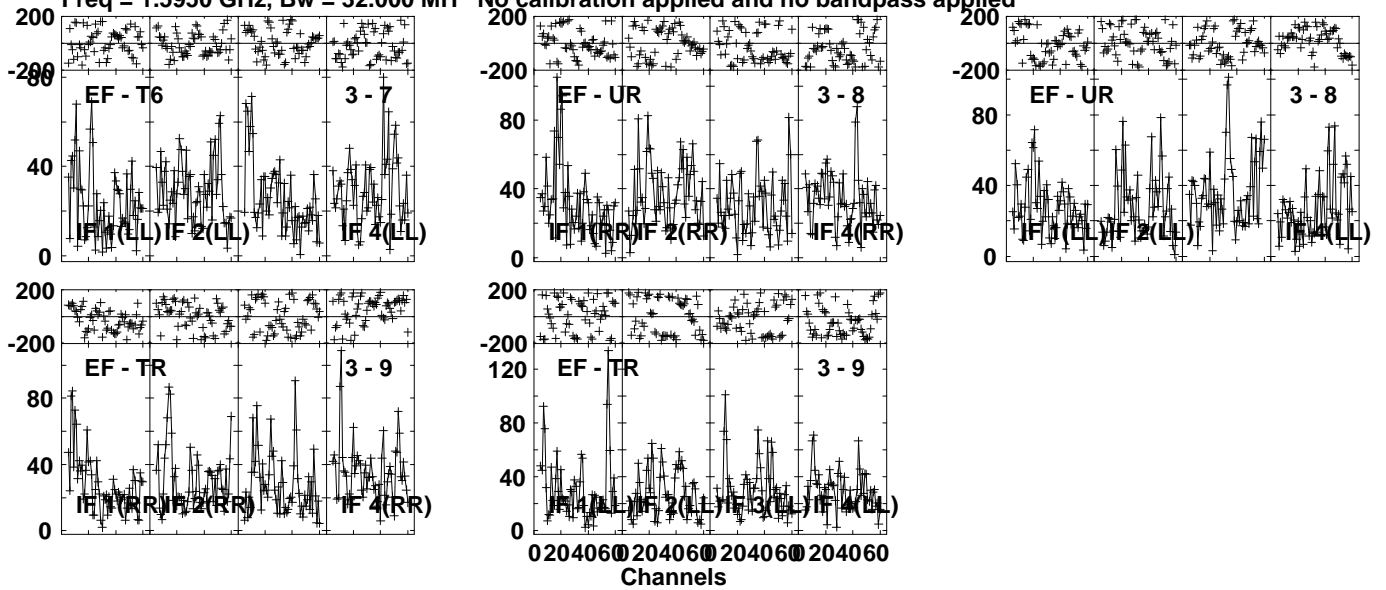 Freq = 1.5950 GHz, Bw = 32.000 MH No calibration applied and no bandpass applied
200 200 200
-200 -200 -200
80 EF - T6 3 - 7 EF - UR 3 - 8 EF - UR 3 - 8
80 80
40 40 40
IF 1(LL) IF 2(LL) IF 4(LL) IF 1(RR) IF 2(RR) IF 4(RR) IF 1(LL) IF 2(LL) IF 4(LL)
0 0 0
200 200
-200 -200
EF - TR 3 - 9 EF - TR 3 - 9
120
80 80
40 40
IF 1(RR) IF 2(RR) IF 4(RR) IF 1(LL) IF 2(LL) IF 3(LL) IF 4(LL)
0 0
0 20 40 60 0 20 40 60 0 20 40 60 0 20 40 60
Channels